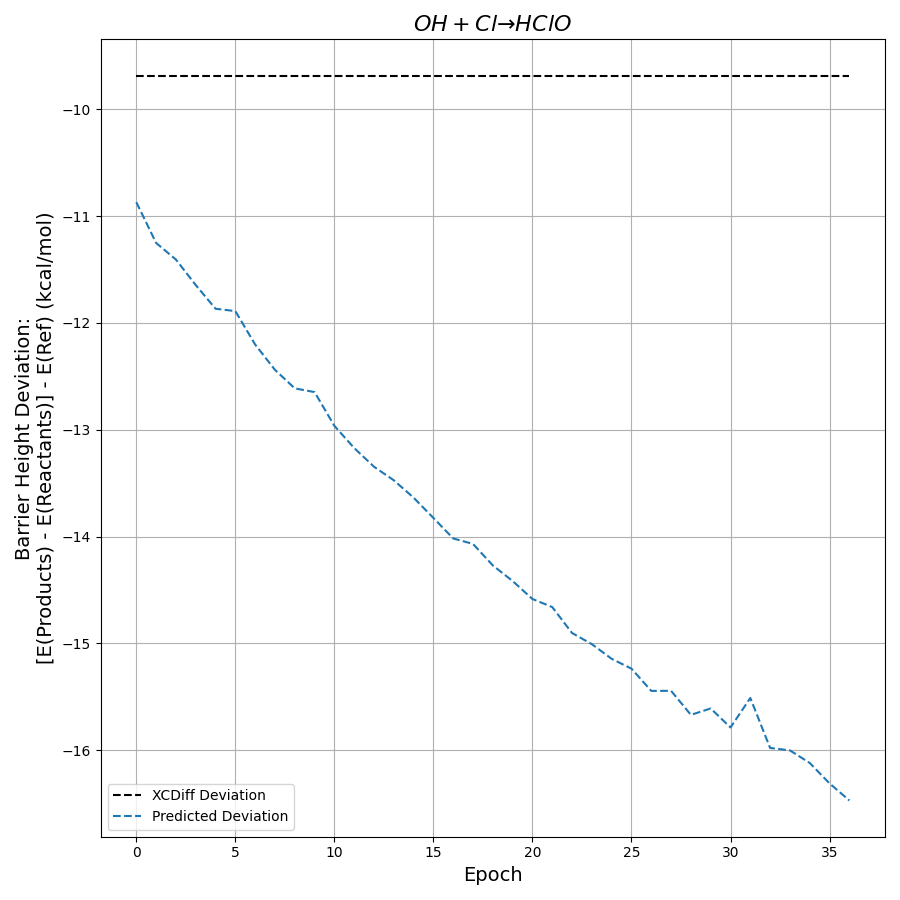 OH + Cl→HClO
Barrier Height Deviation:
[E(Products) - E(Reactants)] - E(Ref) (kcal/mol)
−10
−11
−12
−13
−14
−15
−16
XCDiff Deviation
Predicted Deviation
0 5 10 15 20 25 30 35
Epoch